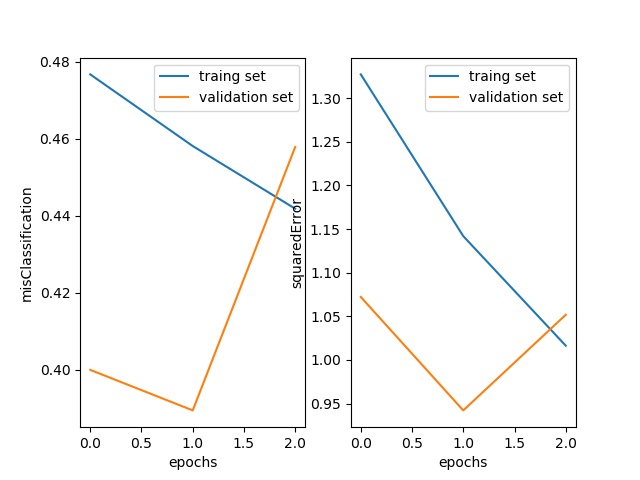 0.48
0.46
0.44
0.42
0.40
misClassification
0.0 0.5 1.0 1.5 2.0
epochs
traing set
validation set
1.30
1.25
1.20
1.15
1.10
1.05
1.00
0.95
squaredError
0.0 0.5 1.0 1.5 2.0
epochs
traing set
validation set